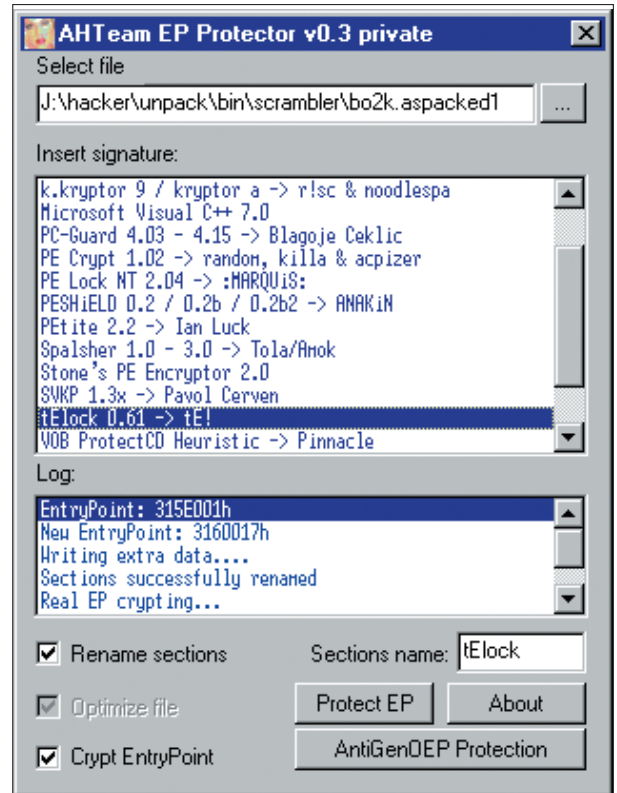 AHTeam EP Protector v0.3 private
Select file
J:\hacker\unpack\bin\scrambler\bo2k.aspacked1
...
Insert signature:
k.kryptor 9 / kryptor a -> r!sc & noodlespa
Microsoft Visual C++ 7.0
PC-Guard 4.03 - 4.15 -> Blagoje Ceklic
PE Crypt 1.02 -> random, killa & acpizer
PE Lock NT 2.04 -> :MARQUiS:
PESHiELD 0.2 / 0.2b / 0.2b2 -> ANAKiN
PEtite 2.2 -> Ian Luck
Spalsher 1.0 - 3.0 -> Tola/Amok
Stone's PE Encryptor 2.0
SVKP 1.3x -> Pavol Cerven
tElock 0.61 -> tE!
VOB ProtectCD Heuristic -> Pinnacle
Log:
EntryPoint: 315E001h
New EntryPoint: 3160017h
Writing extra data....
Sections successfully renamed
Real EP crypting...
Rename sections
Sections name:
tElock
Optimize file
Protect EP
About
Crypt EntryPoint
AntiGenOEP Protection